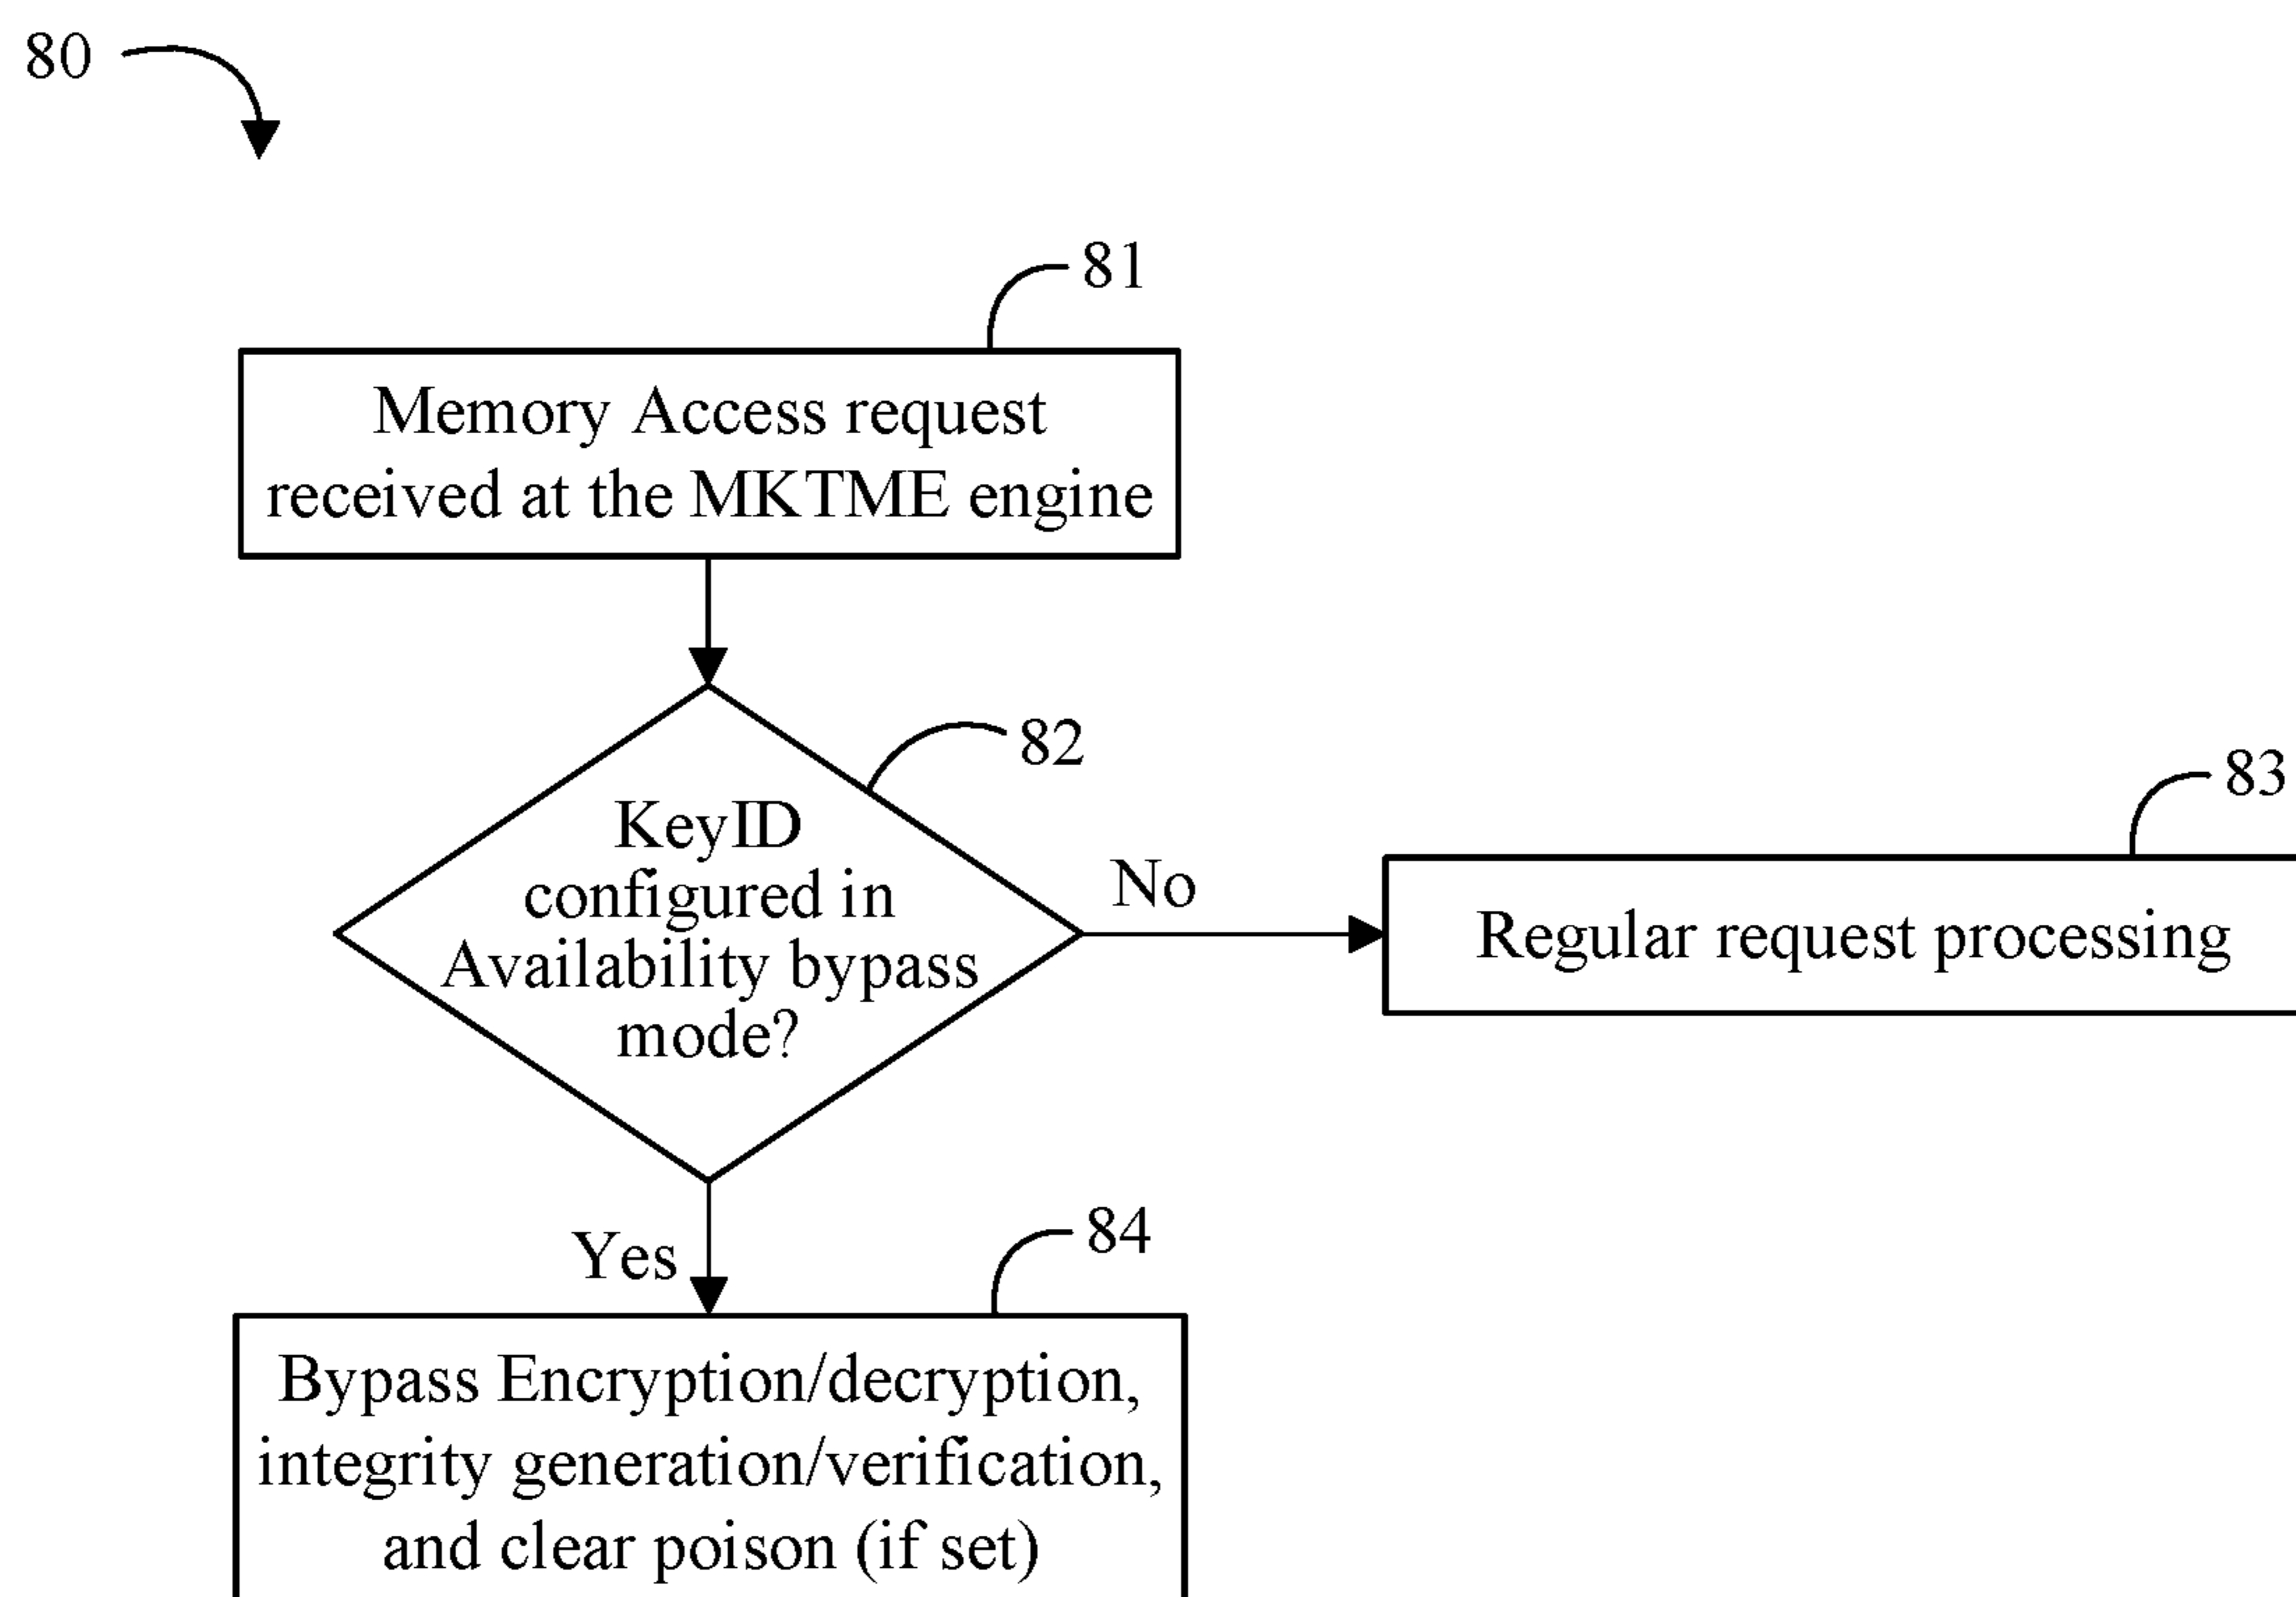 80
81
Memory Access request
received at the MKTME engine
82
KeyID
configured in
Availability bypass
mode?
No
83
Regular request processing
Yes
84
Bypass Encryption/decryption,
integrity generation/verification,
and clear poison (if set)